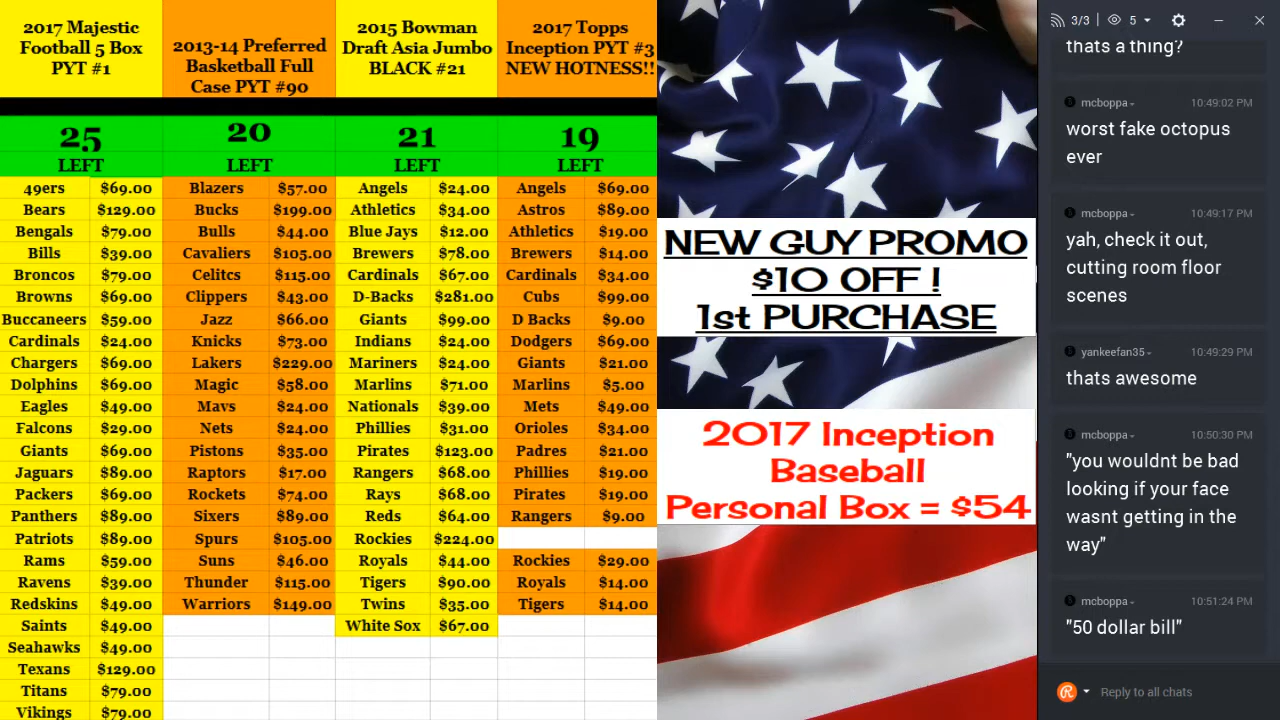 2017 Majestic
Football 5 Box
PYT #1
25
LEFT
49ers $69.00
Bears $129.00
Bengals $79.00
Bills $39.00
Broncos $79.00
Browns $69.00
Buccaneers $59.00
Cardinals $24.00
Chargers $69.00
Dolphins $69.00
Eagles $49.00
Falcons $29.00
Giants $69.00
Jaguars $89.00
Packers $69.00
Panthers $89.00
Patriots $89.00
Rams $59.00
Ravens $39.00
Redskins $49.00
Saints $49.00
Seahawks $49.00
Texans $129.00
Titans $79.00
Vikings $79.00
2013-14 Preferred
Basketball Full
Case PYT #90
20
LEFT
Blazers $57.00
Bucks $199.00
Bulls $44.00
Cavaliers $105.00
Celitcs $115.00
Clippers $43.00
Jazz $66.00
Knicks $73.00
Lakers $229.00
Magic $58.00
Mavs $24.00
Nets $24.00
Pistons $35.00
Raptors $17.00
Rockets $74.00
Sixers $89.00
Spurs $105.00
Suns $46.00
Thunder $115.00
Warriors $149.00
2015 Bowman
Draft Asia Jumbo
BLACK #21
21
LEFT
Angels $24.00
Athletics $34.00
Blue Jays $12.00
Brewers $78.00
Cardinals $67.00
D-Backs $281.00
Giants $99.00
Indians $24.00
Mariners $24.00
Marlins $71.00
Nationals $39.00
Phillies $31.00
Pirates $123.00
Rangers $68.00
Rays $68.00
Reds $64.00
Rockies $224.00
Royals $44.00
Tigers $90.00
Twins $35.00
White Sox $67.00
2017 Topps
Inception PYT #3
NEW HOTNESS!!
19
LEFT
Angels $69.00
Astros $89.00
Athletics $19.00
Brewers $14.00
Cardinals $34.00
Cubs $99.00
D Backs $9.00
Dodgers $69.00
Giants $21.00
Marlins $5.00
Mets $49.00
Orioles $34.00
Padres $21.00
Phillies $19.00
Pirates $19.00
Rangers $9.00
Rockies $29.00
Royals $14.00
Tigers $14.00
NEW GUY PROMO
$10 OFF !
1st PURCHASE
2017 Inception
Baseball
Personal Box = $54
3/3 | 5
thats a thing?
mcboppa 10:49:02 PM
worst fake octopus
ever
mcboppa 10:49:17 PM
yah, check it out,
cutting room floor
scenes
yankeefan35 10:49:29 PM
thats awesome
mcboppa 10:50:30 PM
"you wouldnt be bad
looking if your face
wasnt getting in the
way"
mcboppa 10:51:24 PM
"50 dollar bill"
Reply to all chats